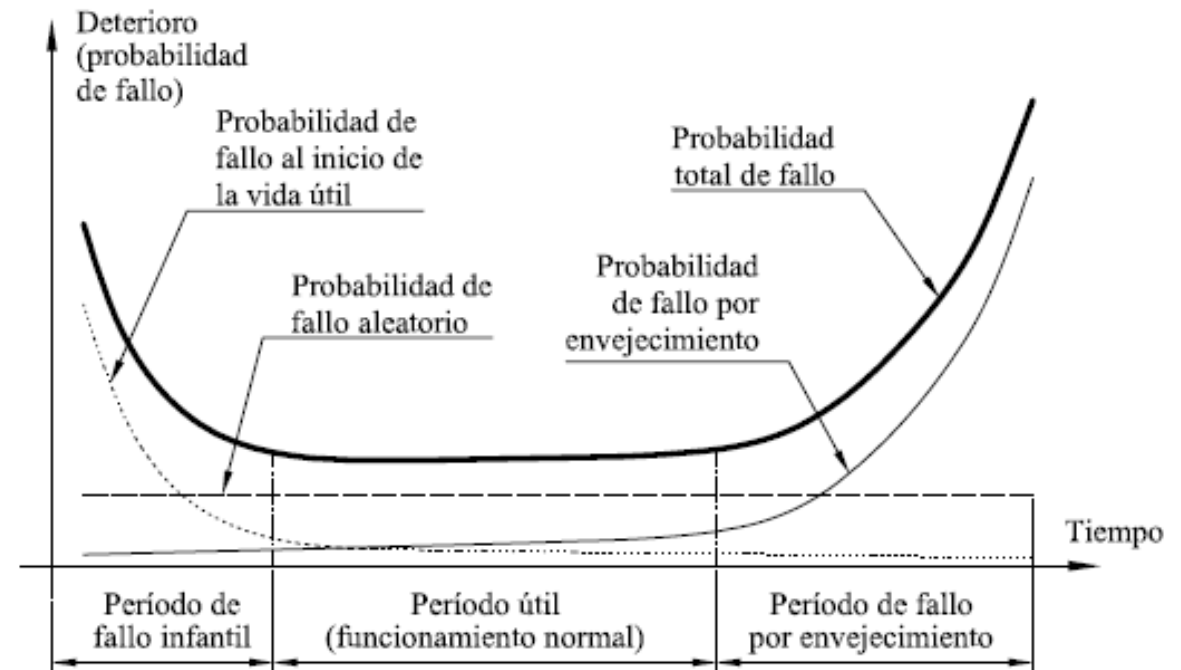 Deterioro
(probabilidad
de fallo)
Probabilidad de
fallo al inicio de
la vida útil
Probabilidad
total de fallo
Probabilidad de
fallo aleatorio
Probabilidad
de fallo por
envejecimiento
Tiempo
Período de
fallo infantil
Período útil
(funcionamiento normal)
Período de fallo
por envejecimiento